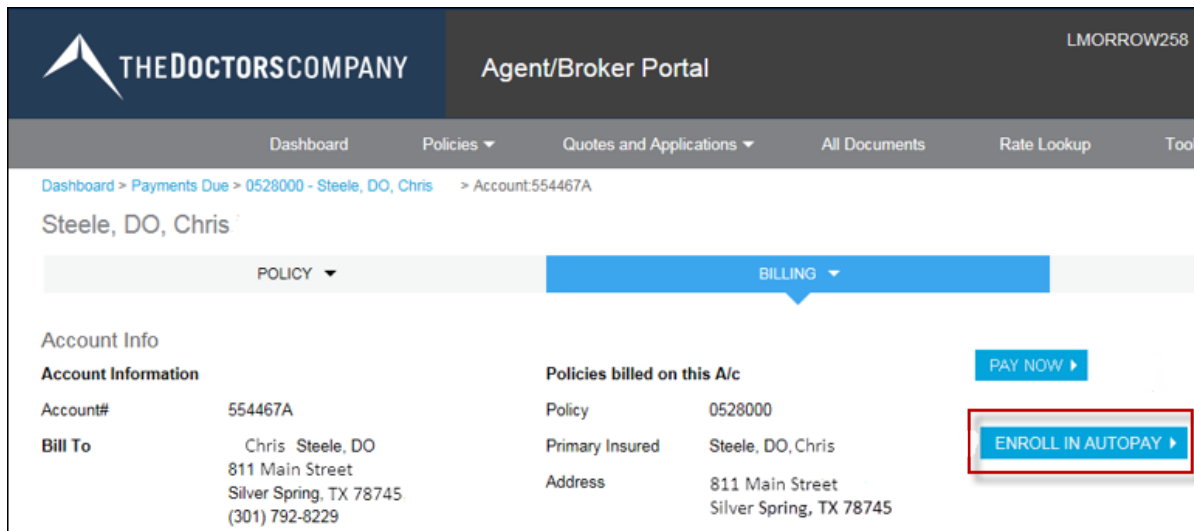 LMORROW258
THEDOCTORSCOMPANY Agent/Broker Portal
Dashboard Policies Quotes and Applications All Documents Rate Lookup Tool
Dashboard > Payments Due > 0528000 - Steele, DO, Chris > Account:554467A
Steele, DO, Chris
POLICY BILLING
Account Info
Account Information Policies billed on this A/c PAY NOW
Account# 554467A Policy 0528000
Bill To Chris Steele, DO Primary Insured Steele, DO, Chris ENROLL IN AUTOPAY
811 Main Street Address 811 Main Street
Silver Spring, TX 78745 Silver Spring, TX 78745
(301) 792-8229